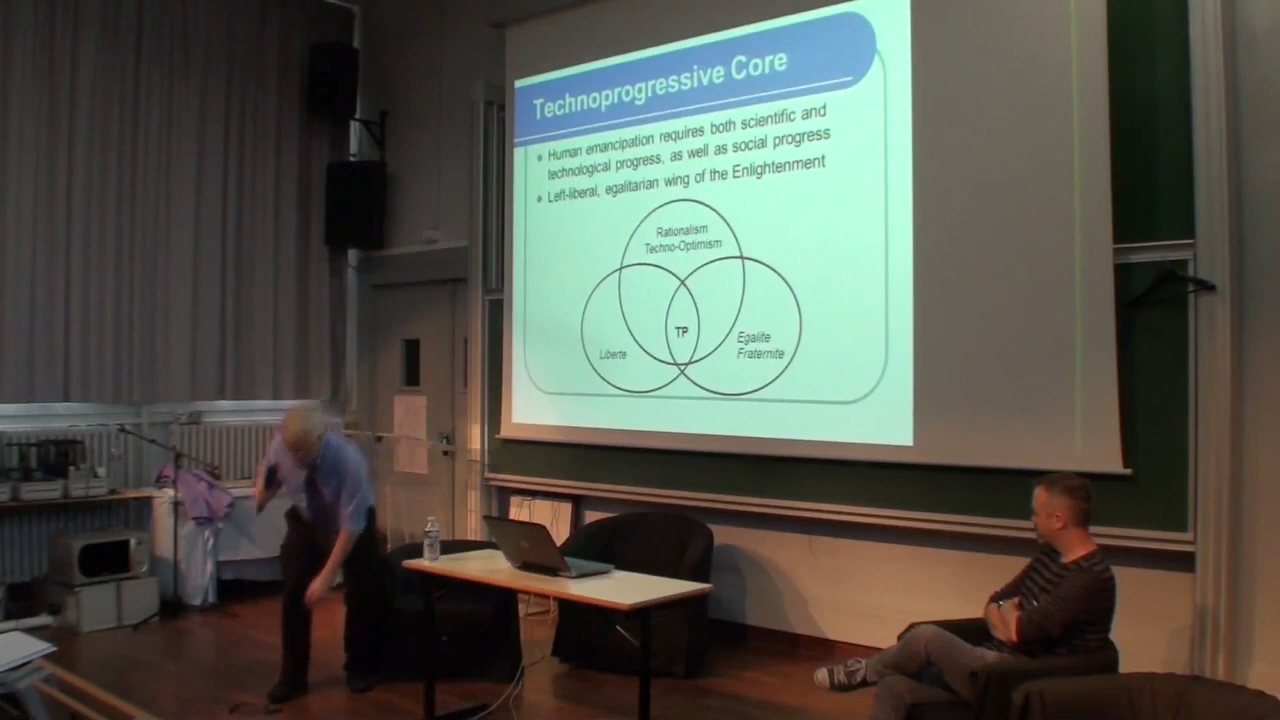 Technoprogressive Core
Human emancipation requires both scientific and
technological progress, as well as social progress
Left-liberal, egalitarian wing of the Enlightenment
Rationalism
Techno-Optimism
TP
Liberte
Egalite
Fraternite